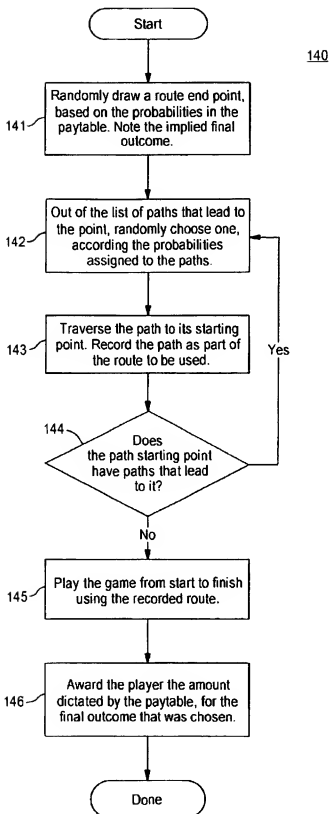 Start
140
Randomly draw a route end point,
based on the probabilities in the
paytable. Note the implied final
outcome.
141
Out of the list of paths that lead to
the point, randomly choose one,
according the probabilities
assigned to the paths.
142
Traverse the path to its starting
point. Record the path as part
of the route to be used.
143
Yes
144
Does
the path starting point
have paths that lead
to it?
No
Play the game from start to finish
using the recorded route.
145
Award the player the amount
dictated by the paytable, for the
final outcome that was chosen.
146
Done